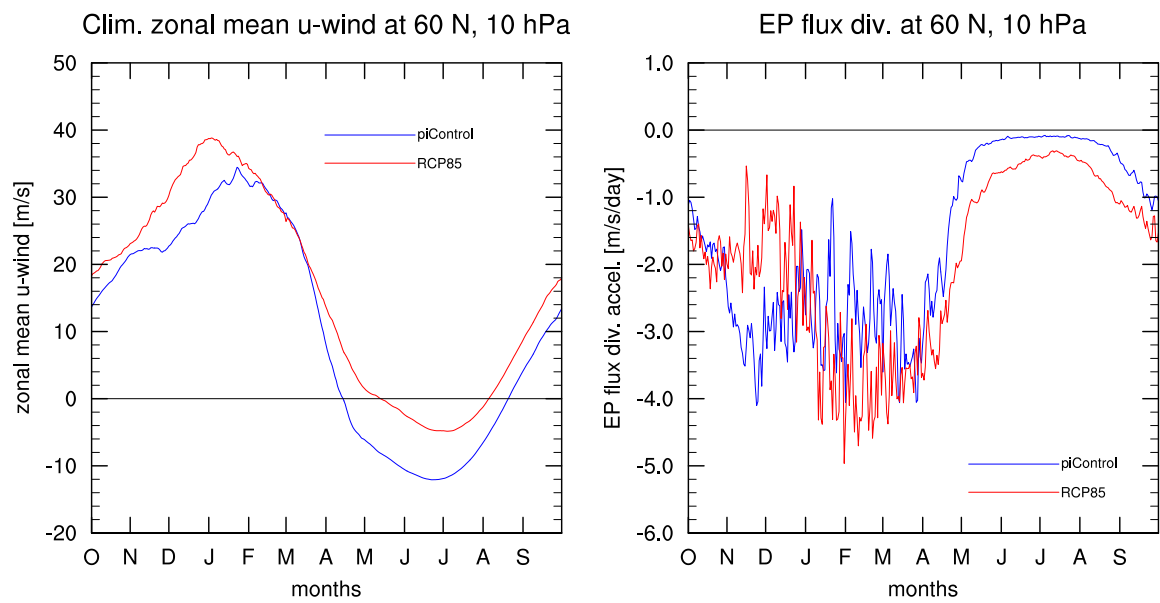 Clim. zonal mean u-wind at 60 N, 10 hPa
50
40
30
20
10
0
-10
-20
zonal mean u-wind [m/s]
piControl
RCP85
O N D J F M A M J J A S
months
EP flux div. at 60 N, 10 hPa
1.0
0.0
-1.0
-2.0
-3.0
-4.0
-5.0
-6.0
EP flux div. accel. [m/s/day]
piControl
RCP85
O N D J F M A M J J A S
months